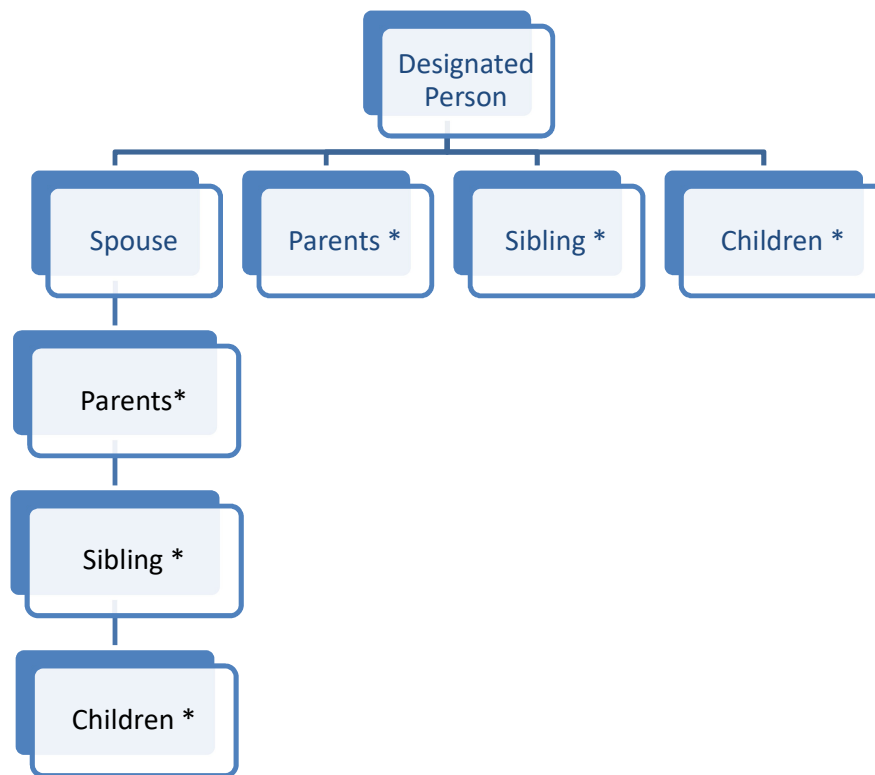 Designated
Person
Spouse
Parents *
Sibling *
Children *
Parents*
Sibling *
Children *